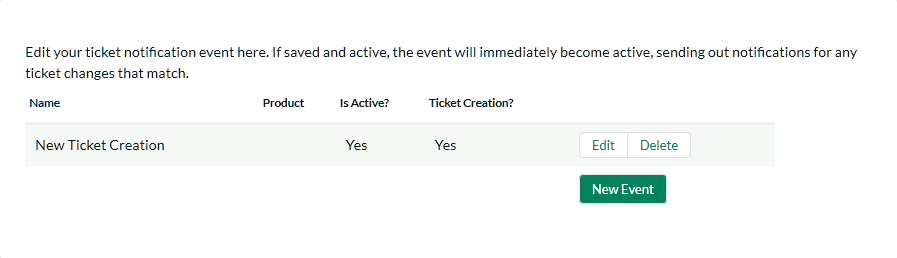 Edit your ticket notification event here. If saved and active, the event will immediately become active, sending out notifications for any
ticket changes that match.
Name Product Is Active? Ticket Creation?
New Ticket Creation Yes Yes Edit Delete
New Event